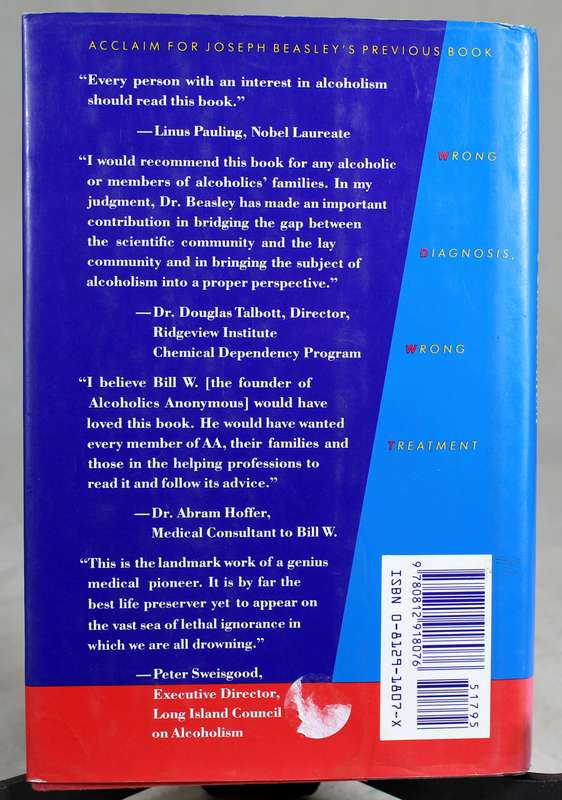 ACCLAIM FOR JOSEPH BEASLEY'S PREVIOUS BOOK
“Every person with an interest in alcoholism
should read this book.”
—Linus Pauling, Nobel Laureate
“I would recommend this book for any alcoholic
or members of alcoholics’ families. In my
judgment, Dr. Beasley has made an important
contribution in bridging the gap between
the scientific community and the lay
community and in bringing the subject of
alcoholism into a proper perspective.”
—Dr. Douglas Talbott, Director,
Ridgeview Institute
Chemical Dependency Program
“I believe Bill W. [the founder of
Alcoholics Anonymous] would have
loved this book. He would have wanted
every member of AA, their families and
those in the helping professions to
read it and follow its advice.”
—Dr. Abram Hoffer,
Medical Consultant to Bill W.
“This is the landmark work of a genius
medical pioneer. It is by far the
best life preserver yet to appear on
the vast sea of lethal ignorance in
which we are all drowning.”
—Peter Sweisgood,
Executive Director,
Long Island Council
on Alcoholism
WRONG
DIAGNOSIS,
WRONG
TREATMENT
9 780812 918076
ISBN 0-8129-1807-X
51795